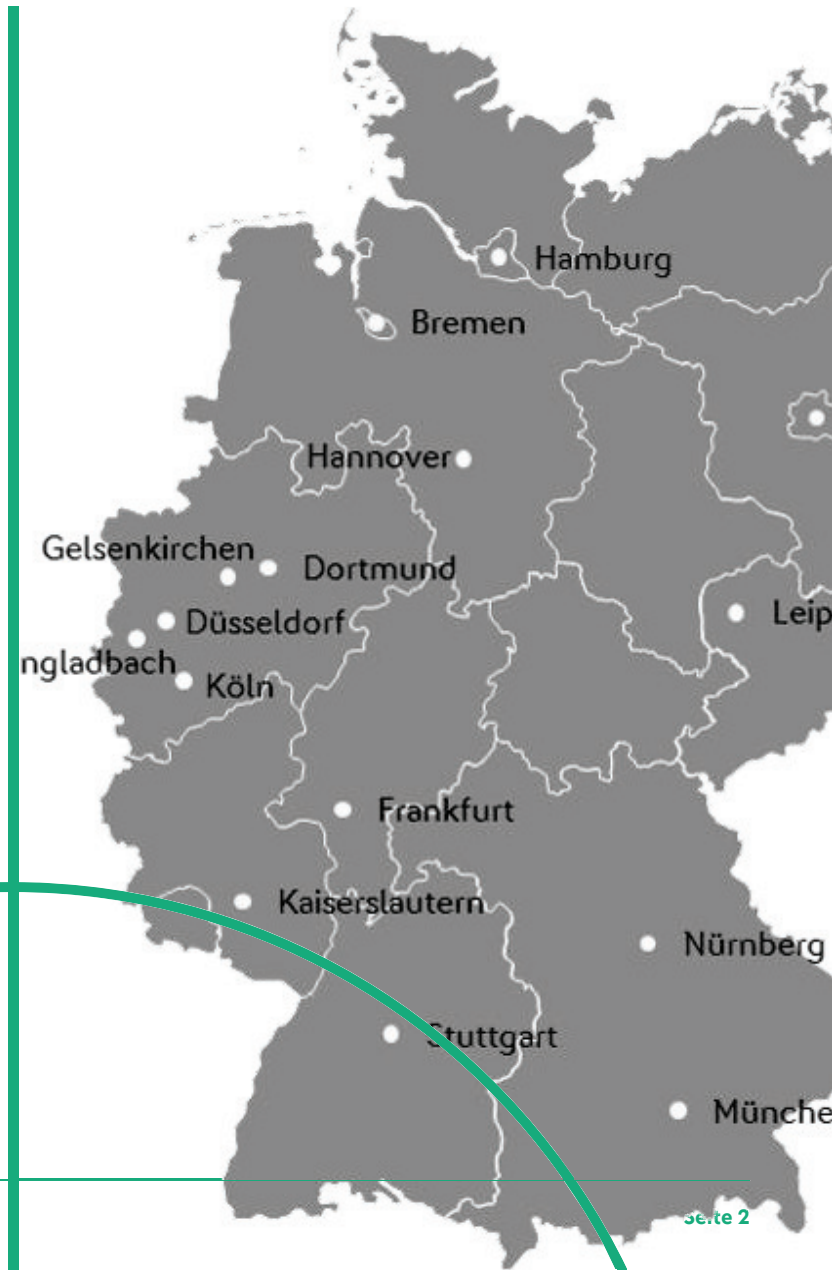 Hamburg
Bremen
Hannover
Gelsenkirchen
Dortmund
Düsseldorf
Leip
ngladbach
Köln
Frankfurt
Kaiserslautern
Nürnberg
Stuttgart
Münche
Seite 2